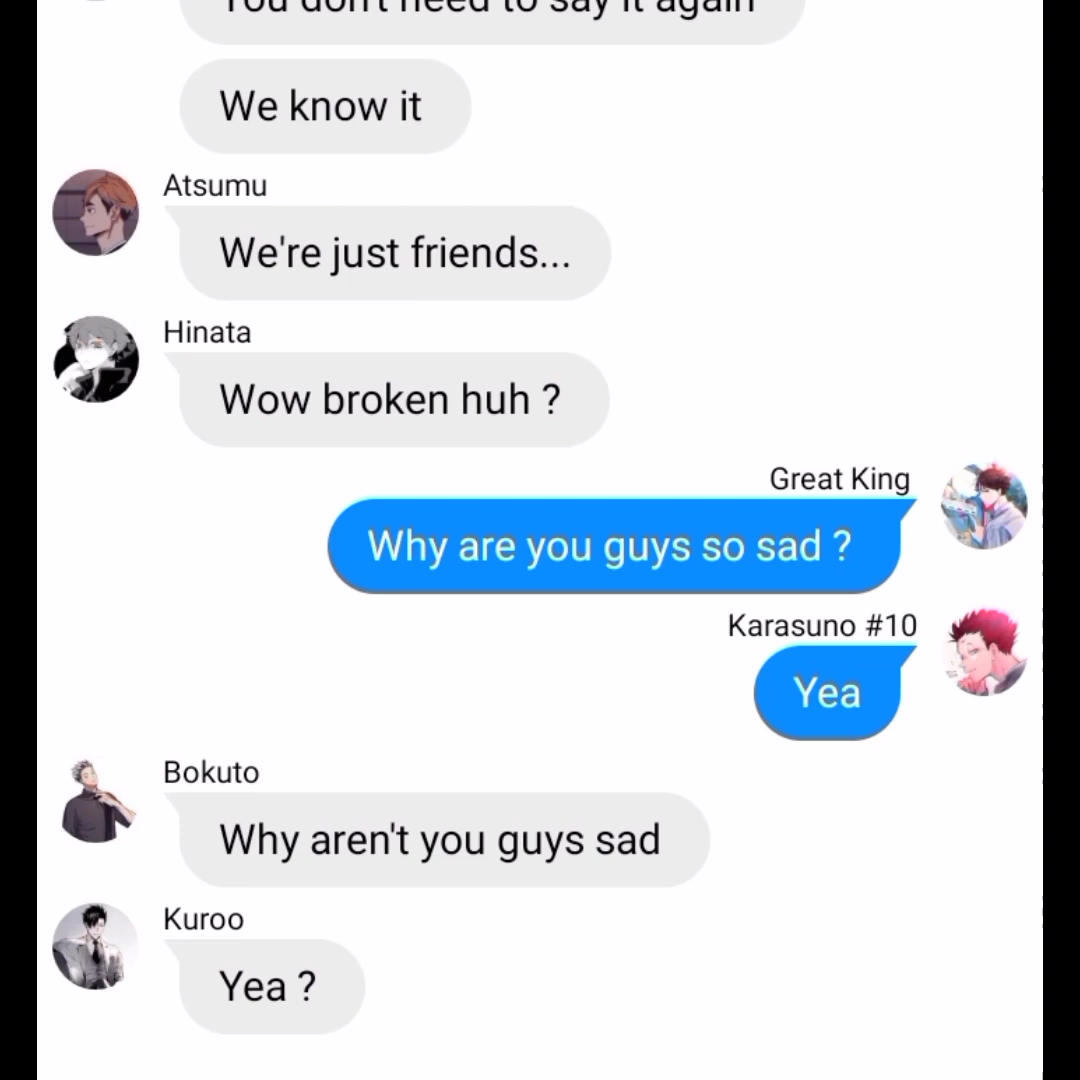 You don't need to say it again
We know it
Atsumu
We're just friends...
Hinata
Wow broken huh ?
Great King
Why are you guys so sad ?
Karasuno #10
Yea
Bokuto
Why aren't you guys sad
Kuroo
Yea ?